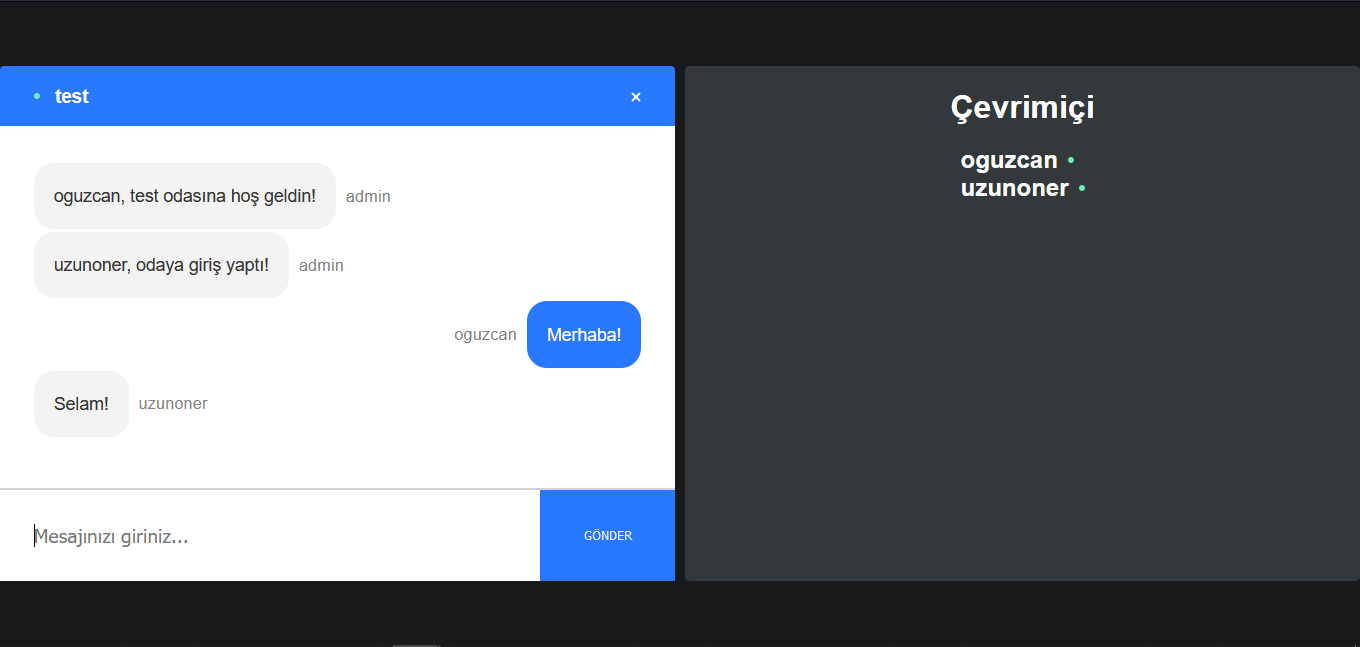 test
×
oguzcan, test odasına hoş geldin! admin
uzunoner, odaya giriş yaptı! admin
oguzcan Merhaba!
Selam! uzunoner
Mesajınızı giriniz...
GÖNDER
Çevrimiçi
oguzcan
uzunoner